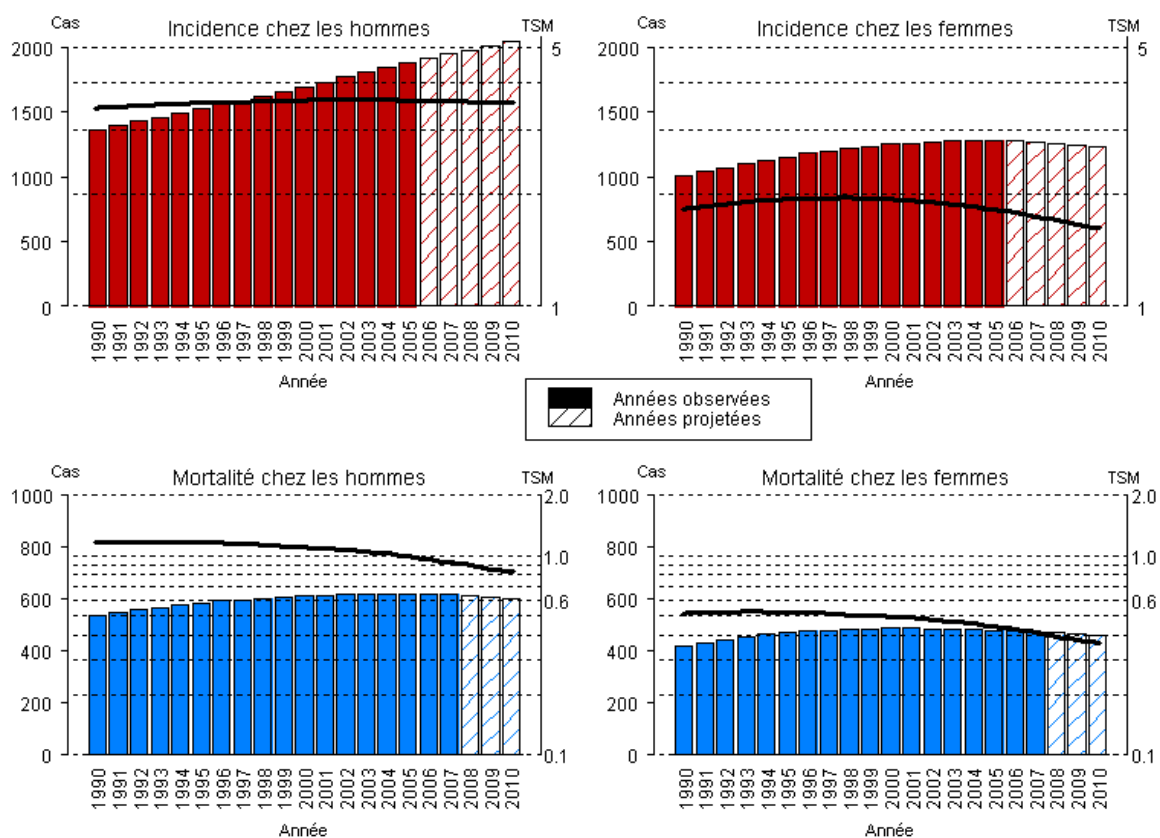 Cas Incidence chez les hommes TSM
2000
1500
1000
500
0
5
1
1990 1991 1992 1993 1994 1995 1996 1997 1998 1999 2000 2001 2002 2003 2004 2005 2006 2007 2008 2009 2010
Année
Cas Incidence chez les femmes TSM
2000
1500
1000
500
0
5
1
1990 1991 1992 1993 1994 1995 1996 1997 1998 1999 2000 2001 2002 2003 2004 2005 2006 2007 2008 2009 2010
Année
Années observées
Années projetées
Cas Mortalité chez les hommes TSM
1000
800
600
400
200
0
2.0
1.0
0.6
0.1
1990 1991 1992 1993 1994 1995 1996 1997 1998 1999 2000 2001 2002 2003 2004 2005 2006 2007 2008 2009 2010
Année
Cas Mortalité chez les femmes TSM
1000
800
600
400
200
0
2.0
1.0
0.6
0.1
1990 1991 1992 1993 1994 1995 1996 1997 1998 1999 2000 2001 2002 2003 2004 2005 2006 2007 2008 2009 2010
Année